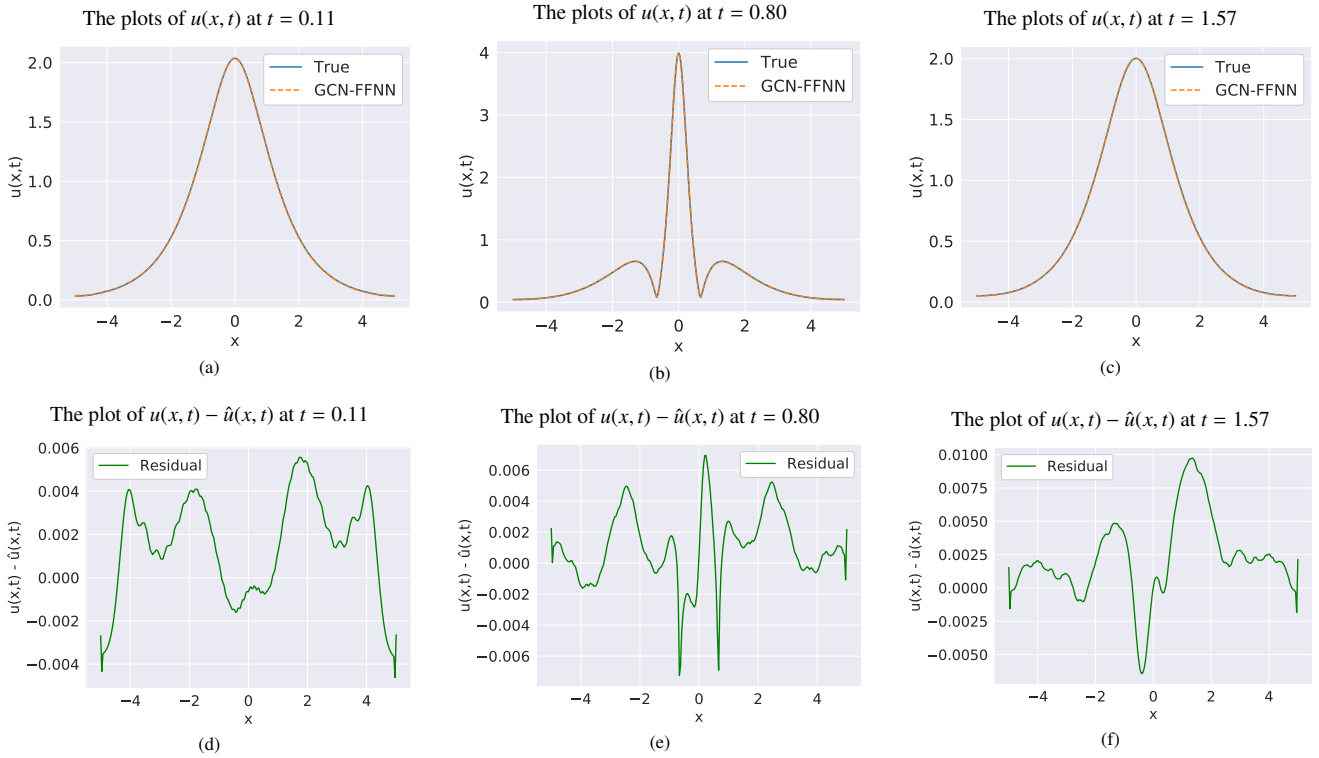 The plots of u(x, t) at t = 0.11
2.0
1.5
1.0
0.5
0.0
u(x,t)
True
GCN-FFNN
−4 −2 0 2 4
x
(a)
The plots of u(x, t) at t = 0.80
4
3
2
1
0
u(x,t)
True
GCN-FFNN
−4 −2 0 2 4
x
(b)
The plots of u(x, t) at t = 1.57
2.0
1.5
1.0
0.5
0.0
u(x,t)
True
GCN-FFNN
−4 −2 0 2 4
x
(c)
The plot of u(x, t) − û(x, t) at t = 0.11
0.006
0.004
0.002
0.000
−0.002
−0.004
u(x,t) - û(x,t)
Residual
−4 −2 0 2 4
x
(d)
The plot of u(x, t) − û(x, t) at t = 0.80
0.006
0.004
0.002
0.000
−0.002
−0.004
−0.006
u(x,t) - û(x,t)
Residual
−4 −2 0 2 4
x
(e)
The plot of u(x, t) − û(x, t) at t = 1.57
0.0100
0.0075
0.0050
0.0025
0.0000
−0.0025
−0.0050
u(x,t) - û(x,t)
Residual
−4 −2 0 2 4
x
(f)